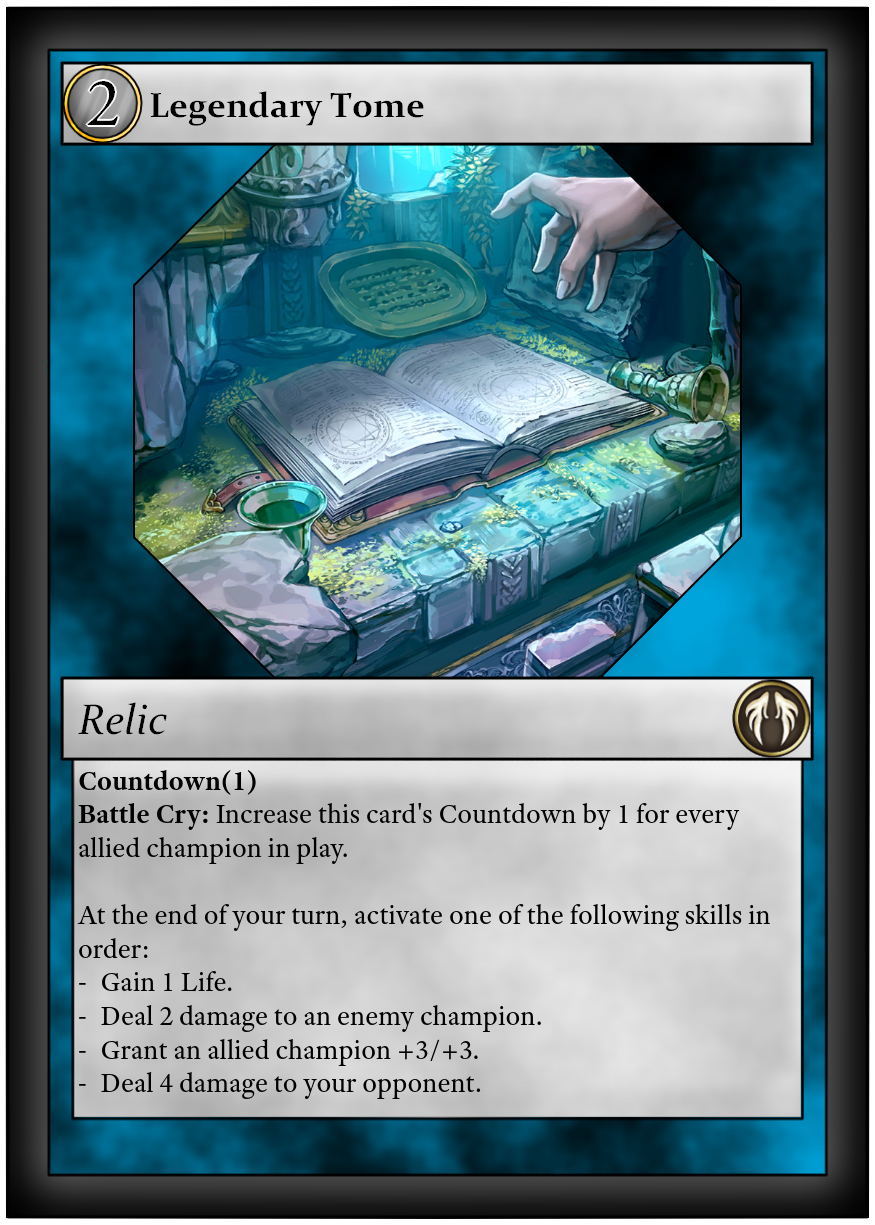 2 Legendary Tome
Relic
Countdown(1)
Battle Cry: Increase this card's Countdown by 1 for every
allied champion in play.
At the end of your turn, activate one of the following skills in
order:
- Gain 1 Life.
- Deal 2 damage to an enemy champion.
- Grant an allied champion +3/+3.
- Deal 4 damage to your opponent.